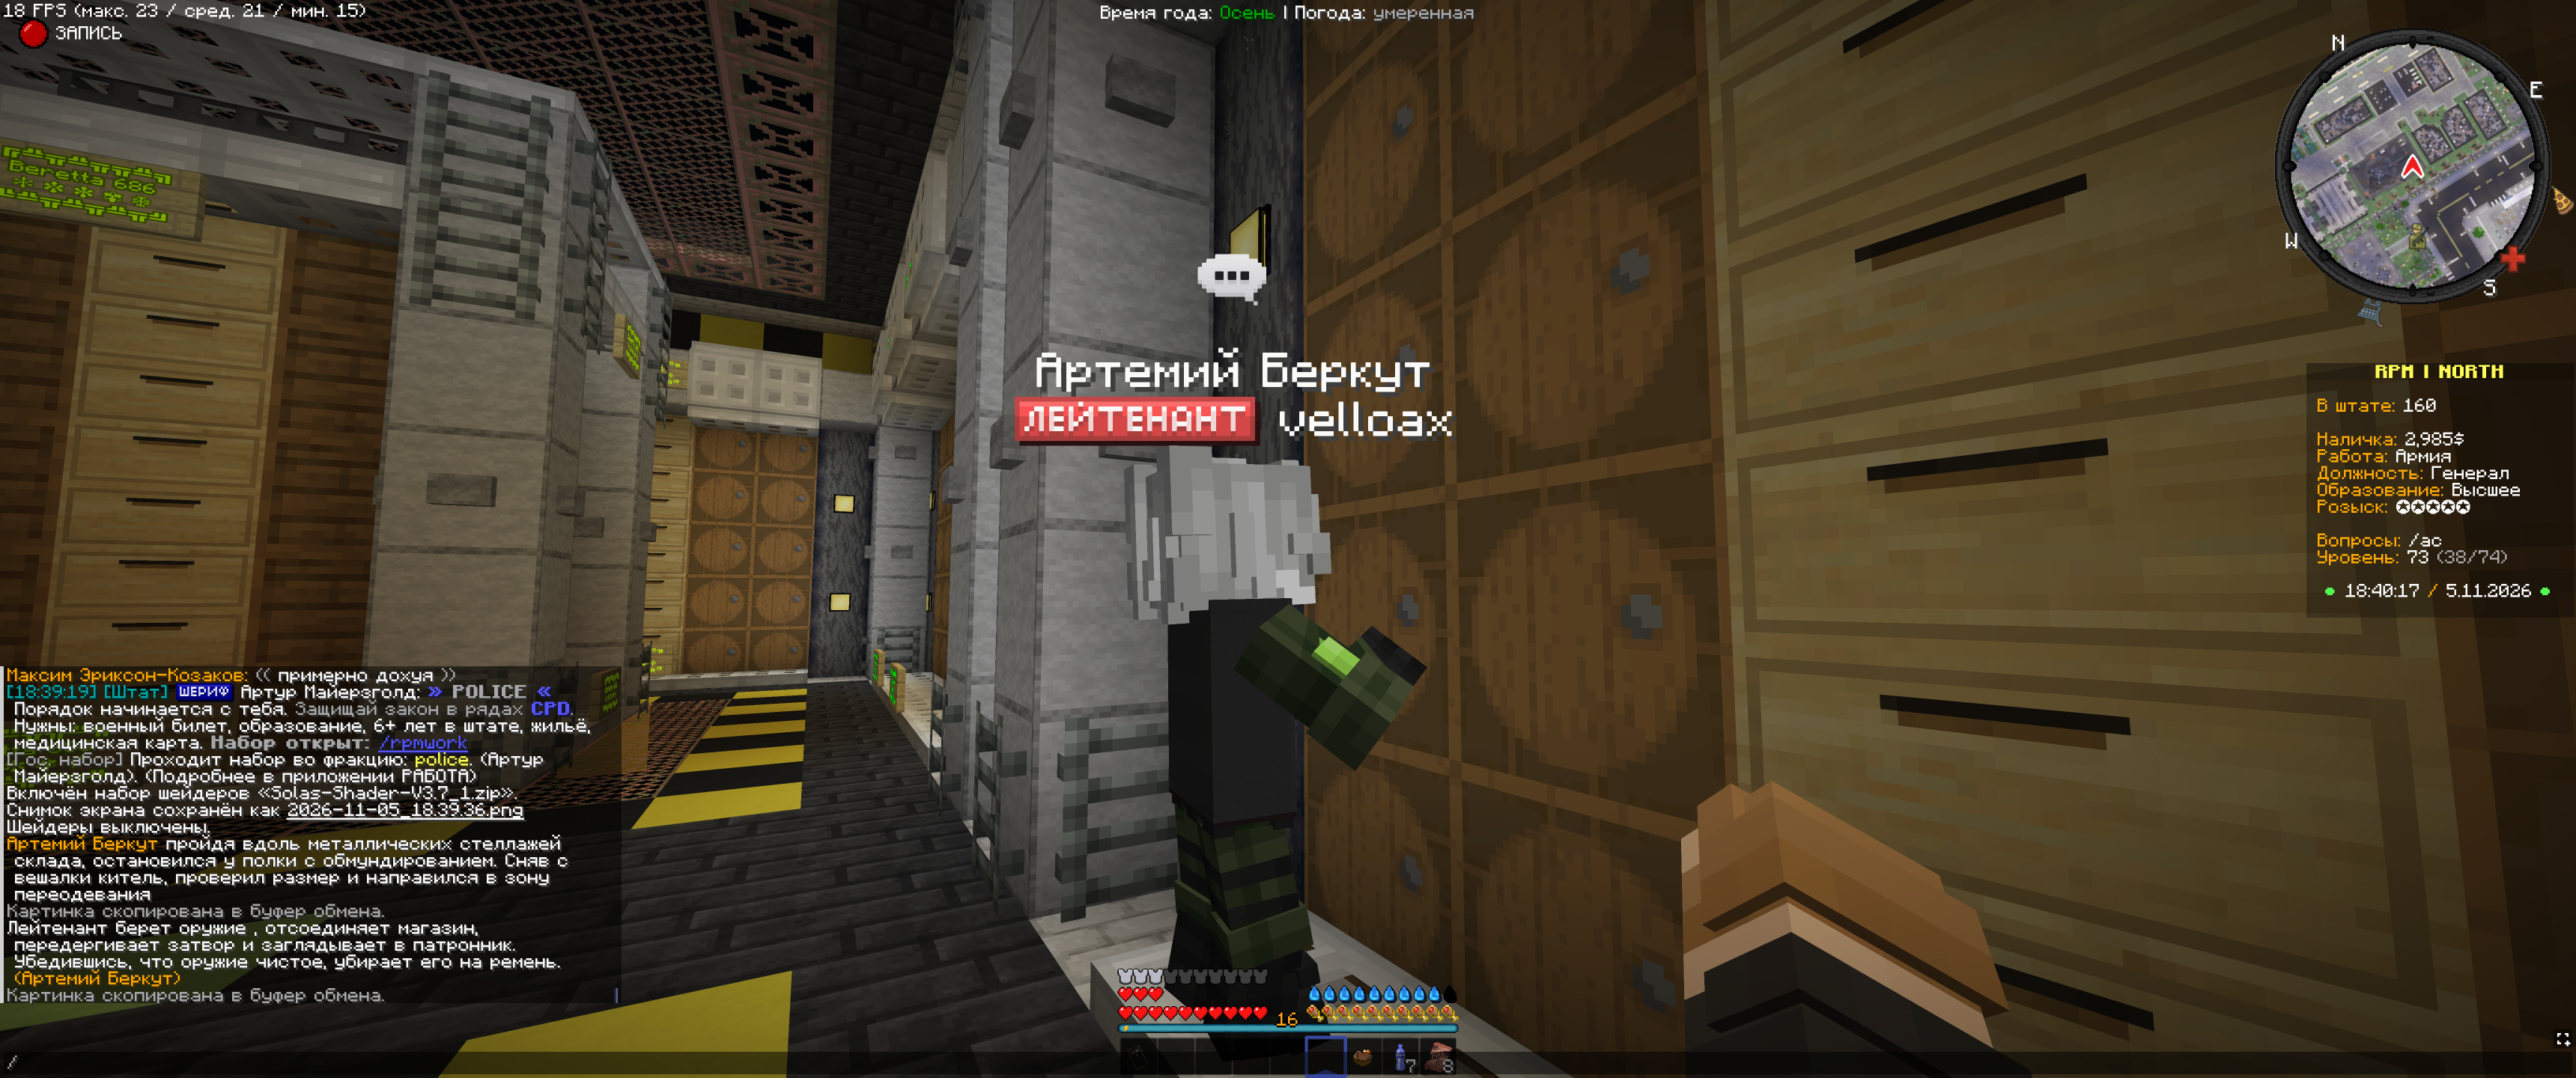 18 FPS (макс. 23 / сред. 21 / мин. 15)
ЗАПИСЬ
Время года: Осень | Погода: умеренная
N
E
W
S
Beretta 686
Артемий Беркут
ЛЕЙТЕНАНТ velloax
RPM | NORTH
В штате: 160
Наличка: 2,985$
Работа: Армия
Должность: Генерал
Образование: Высшее
Розыск: ✪✪✪✪✪
Вопросы: /ac
Уровень: 73 (38/74)
• 18:40:17 / 5.11.2026 •
Максим Эриксон-Козаков: (( примерно дохуя ))
[18:39:19] [Штат] ШЕРИФ Артур Майерзголд: » POLICE «
Порядок начинается с тебя. Защищай закон в рядах CPD.
Нужны: военный билет, образование, 6+ лет в штате, жильё,
медицинская карта. Набор открыт: /rpmwork
[Гос. набор] Проходит набор во фракцию: police. (Артур
Майерзголд). (Подробнее в приложении РАБОТА)
Включён набор шейдеров «Solas-Shader-V3.7_1.zip».
Снимок экрана сохранён как 2026-11-05_18.39.36.png
Шейдеры выключены.
Артемий Беркут пройдя вдоль металлических стеллажей
склада, остановился у полки с обмундированием. Сняв с
вешалки китель, проверил размер и направился в зону
переодевания
Картинка скопирована в буфер обмена.
Лейтенант берет оружие , отсоединяет магазин,
передергивает затвор и заглядывает в патронник.
Убедившись, что оружие чистое, убирает его на ремень.
(Артемий Беркут)
Картинка скопирована в буфер обмена.
16
7
8
/